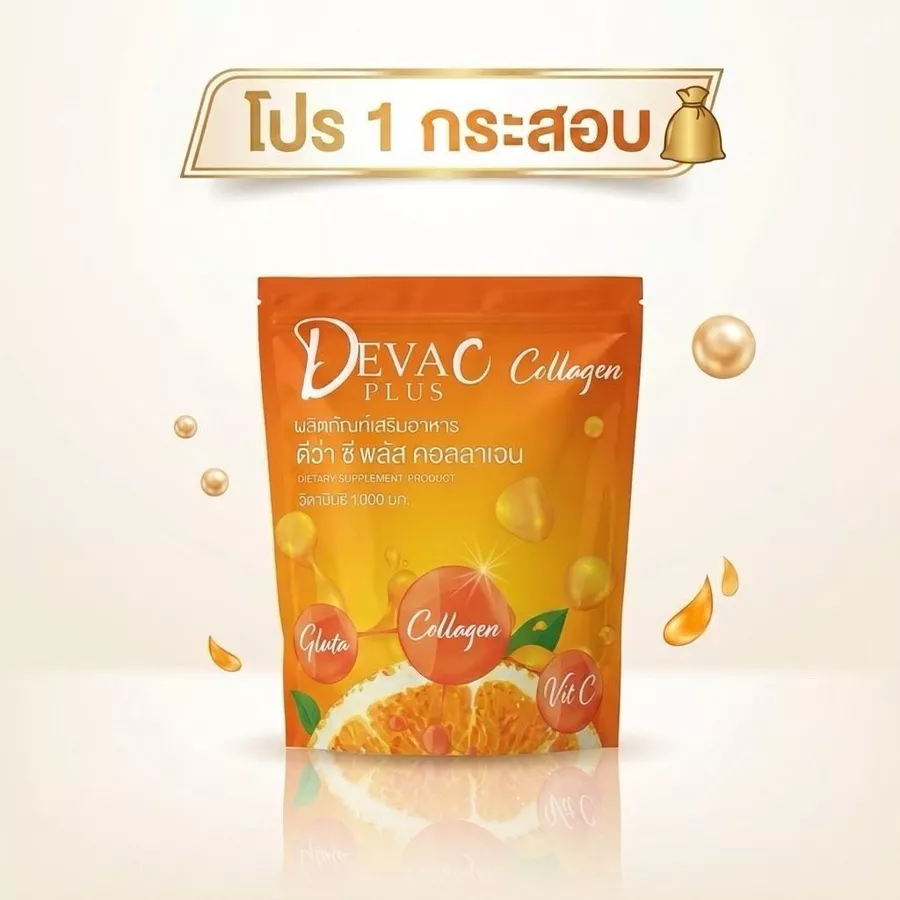 โปร 1 กระสอบ
DEVA C Collagen
PLUS
ผลิตภัณฑ์เสริมอาหาร
ดีว่า ซี พลัส คอลลาเจน
DIETARY SUPPLEMENT PRODUCT
วิตามินซี 1,000 มก.
Gluta
Collagen
Vit C